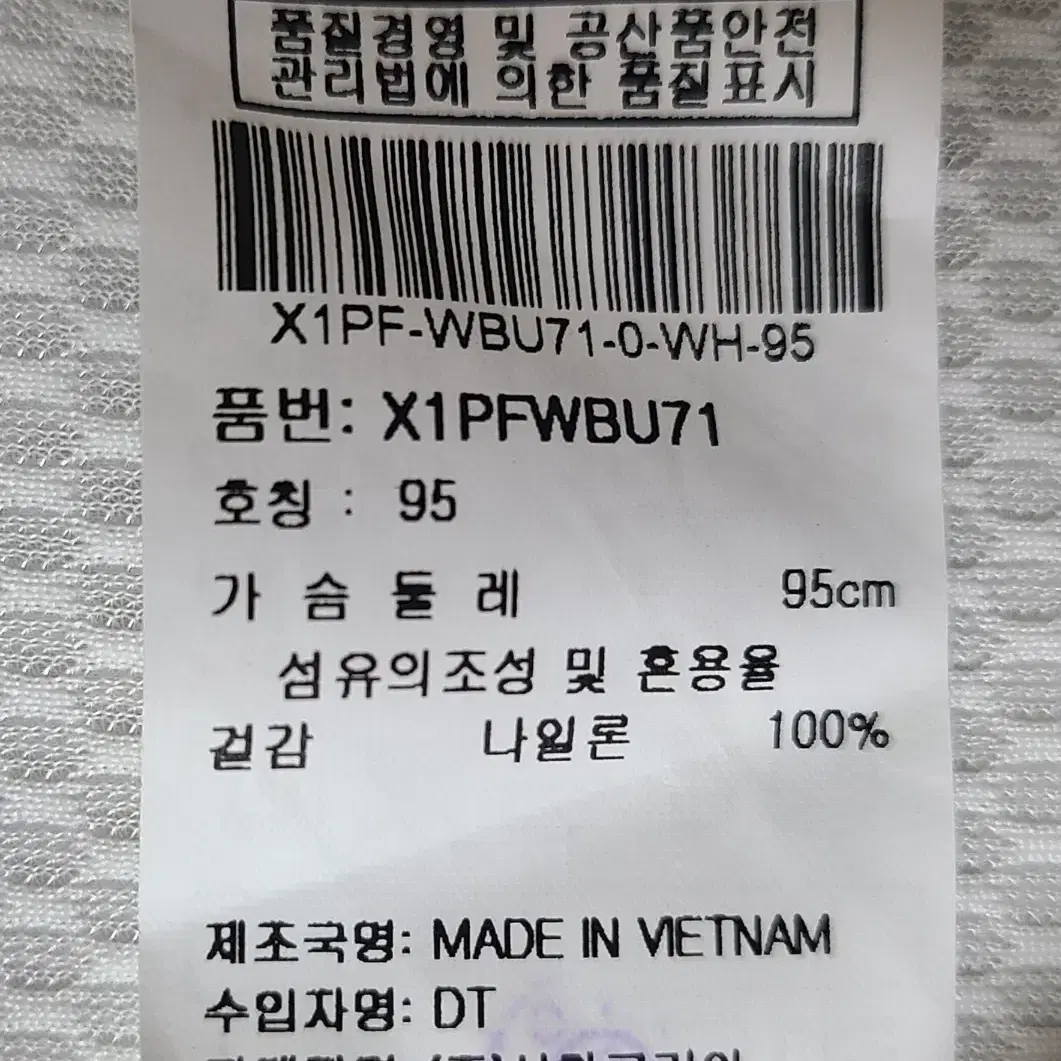 품질경영 및 공산품안전
관리법에 의한 품질표시
X1PF-WBU71-0-WH-95
품번: X1PFWBU71
호칭 : 95
가 슴 둘 레 95cm
섬유의조성 및 혼용율
겉감 나일론 100%
제조국명: MADE IN VIETNAM
수입자명: DT